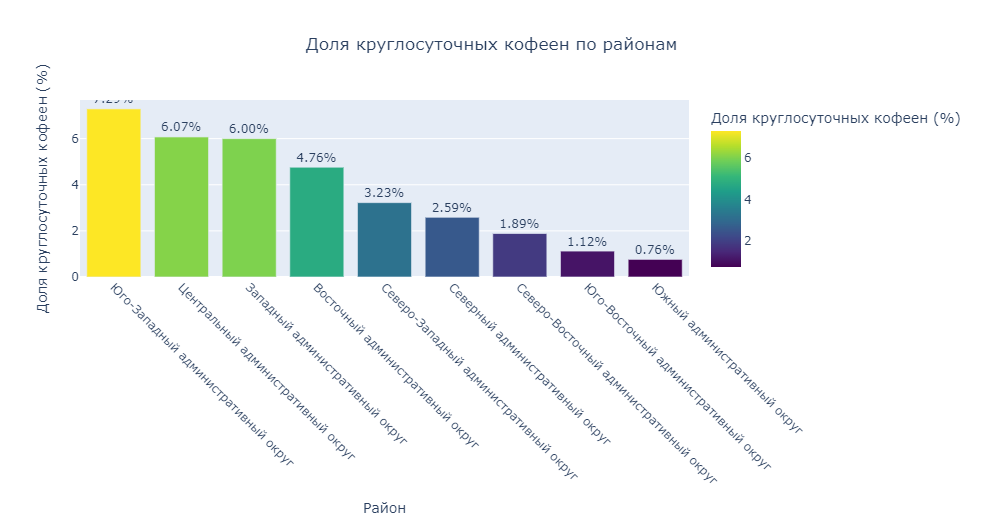 Доля круглосуточных кофеен по районам
Доля круглосуточных кофеен (%)
6
4
2
0
7.29%
6.07%
6.00%
4.76%
3.23%
2.59%
1.89%
1.12%
0.76%
Юго-Западный административный округ
Центральный административный округ
Западный административный округ
Восточный административный округ
Северо-Западный административный округ
Северный административный округ
Северо-Восточный административный округ
Юго-Восточный административный округ
Южный административный округ
Район
Доля круглосуточных кофеен (%)
6
4
2